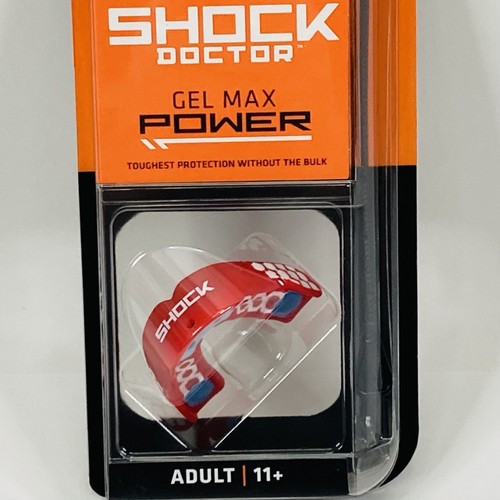 SHOCK
DOCTOR™
GEL MAX
POWER
TOUGHEST PROTECTION WITHOUT THE BULK
SHOCK
ADULT | 11+